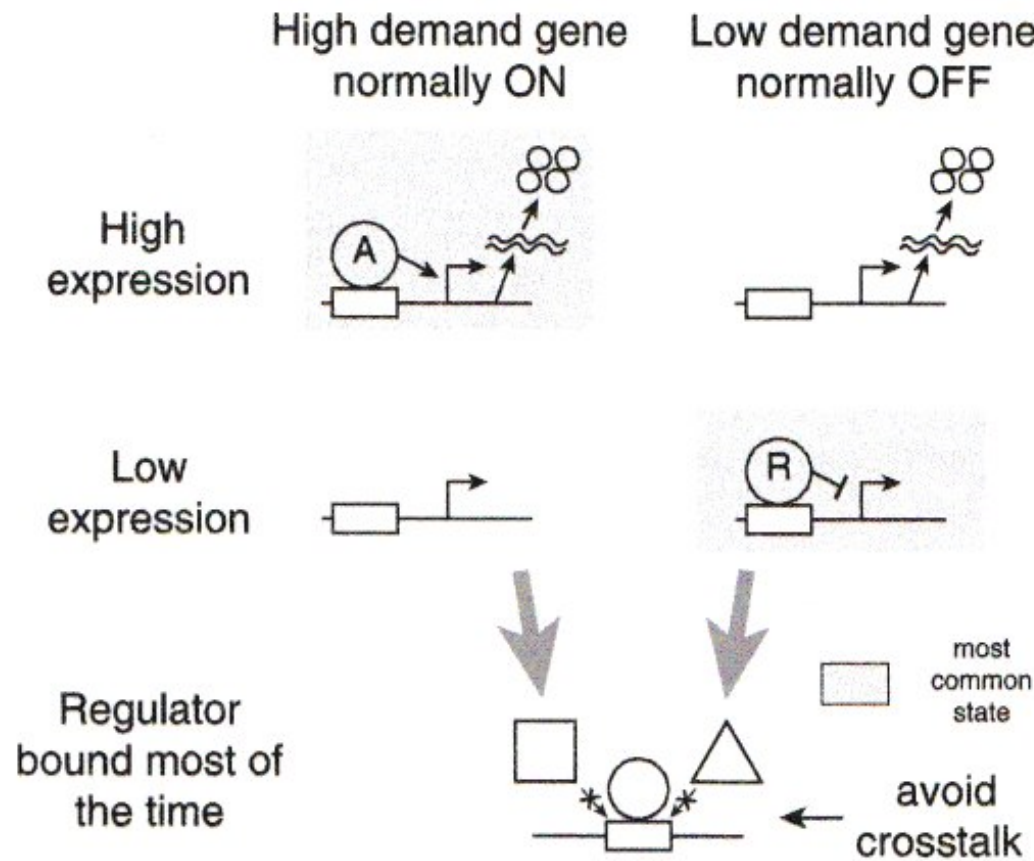 High demand gene
normally ON
Low demand gene
normally OFF
High
expression
A
Low
expression
R
Regulator
bound most of
the time
most
common
state
avoid
crosstalk